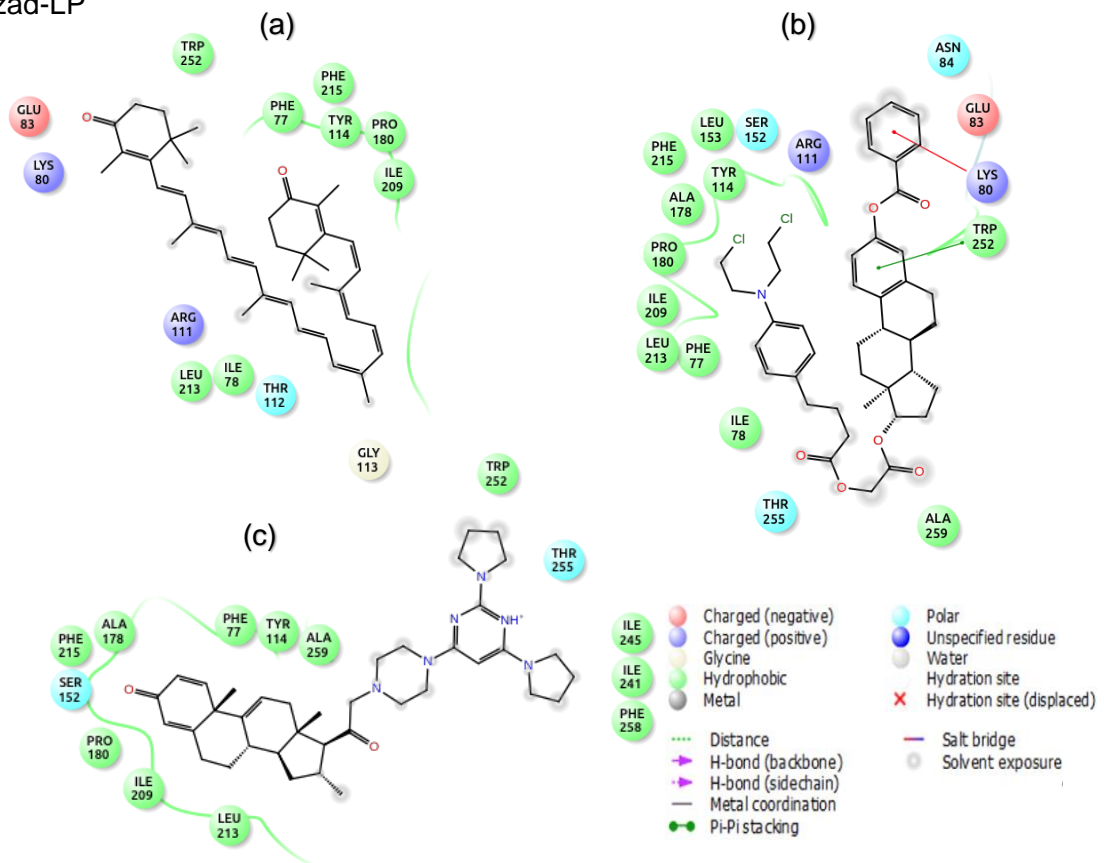 zad-LP
(a)
TRP
252
GLU
83
LYS
80
PHE
77
PHE
215
TYR
114
PRO
180
ILE
209
O
O
ARG
111
LEU
213
ILE
78
THR
112
GLY
113
(b)
ASN
84
GLU
83
LEU
153
SER
152
ARG
111
PHE
215
TYR
114
LYS
80
ALA
178
TRP
252
PRO
180
ILE
209
LEU
213
PHE
77
ILE
78
THR
255
ALA
259
O
O
Cl
Cl
N
O
O
O
O
(c)
TRP
252
THR
255
PHE
215
ALA
178
PHE
77
TYR
114
ALA
259
SER
152
PRO
180
ILE
209
LEU
213
N
N
NH+
N
N
N
O
O
ILE
245
ILE
241
PHE
258
Charged (negative)
Charged (positive)
Glycine
Hydrophobic
Metal
Polar
Unspecified residue
Water
Hydration site
Hydration site (displaced)
Distance
H-bond (backbone)
H-bond (sidechain)
Metal coordination
Pi-Pi stacking
Salt bridge
Solvent exposure